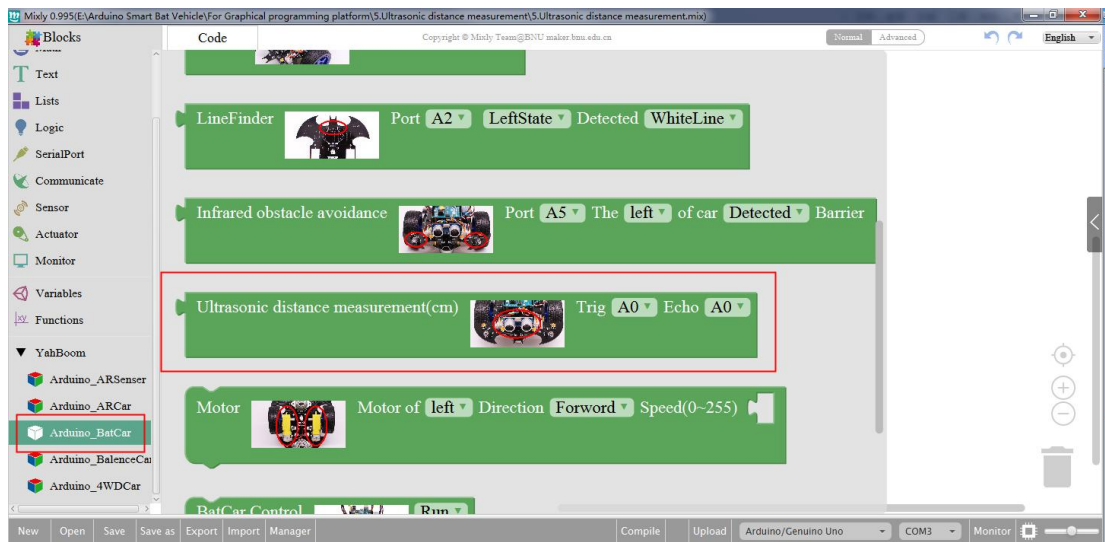 Mixly 0.995(E:\Arduino Smart Bat Vehicle\For Graphical programming platform\5.Ultrasonic distance measurement\5.Ultrasonic distance measurement.mix)
Blocks
Code
Copyright © Mixly Team@BNU maker.bnu.edu.cn
Normal Advanced
English
Text
Lists
Logic
SerialPort
Communicate
Sensor
Actuator
Monitor
Variables
Functions
YahBoom
Arduino_ARSenser
Arduino_ARCar
Arduino_BatCar
Arduino_BalenceCar
Arduino_4WDCar
LineFinder Port A2 LeftState Detected WhiteLine
Infrared obstacle avoidance Port A5 The left of car Detected Barrier
Ultrasonic distance measurement(cm) Trig A0 Echo A0
Motor Motor of left Direction Forword Speed(0~255)
BatCar Control Run
New Open Save Save as Export Import Manager Compile Upload Arduino/Genuino Uno COM3 Monitor